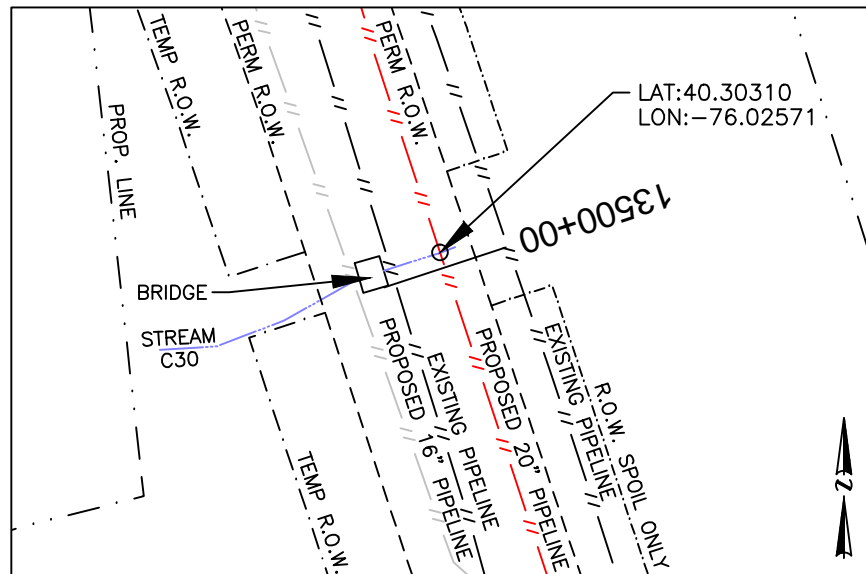 TEMP R.O.W.
PERM R.O.W.
PERM R.O.W.
LAT:40.30310
LON:-76.02571
PROP. LINE
13500+00
BRIDGE
STREAM
C30
PROPOSED 16" PIPELINE
EXISTING PIPELINE
PROPOSED 20" PIPELINE
EXISTING PIPELINE
R.O.W. SPOIL ONLY
TEMP R.O.W.
N